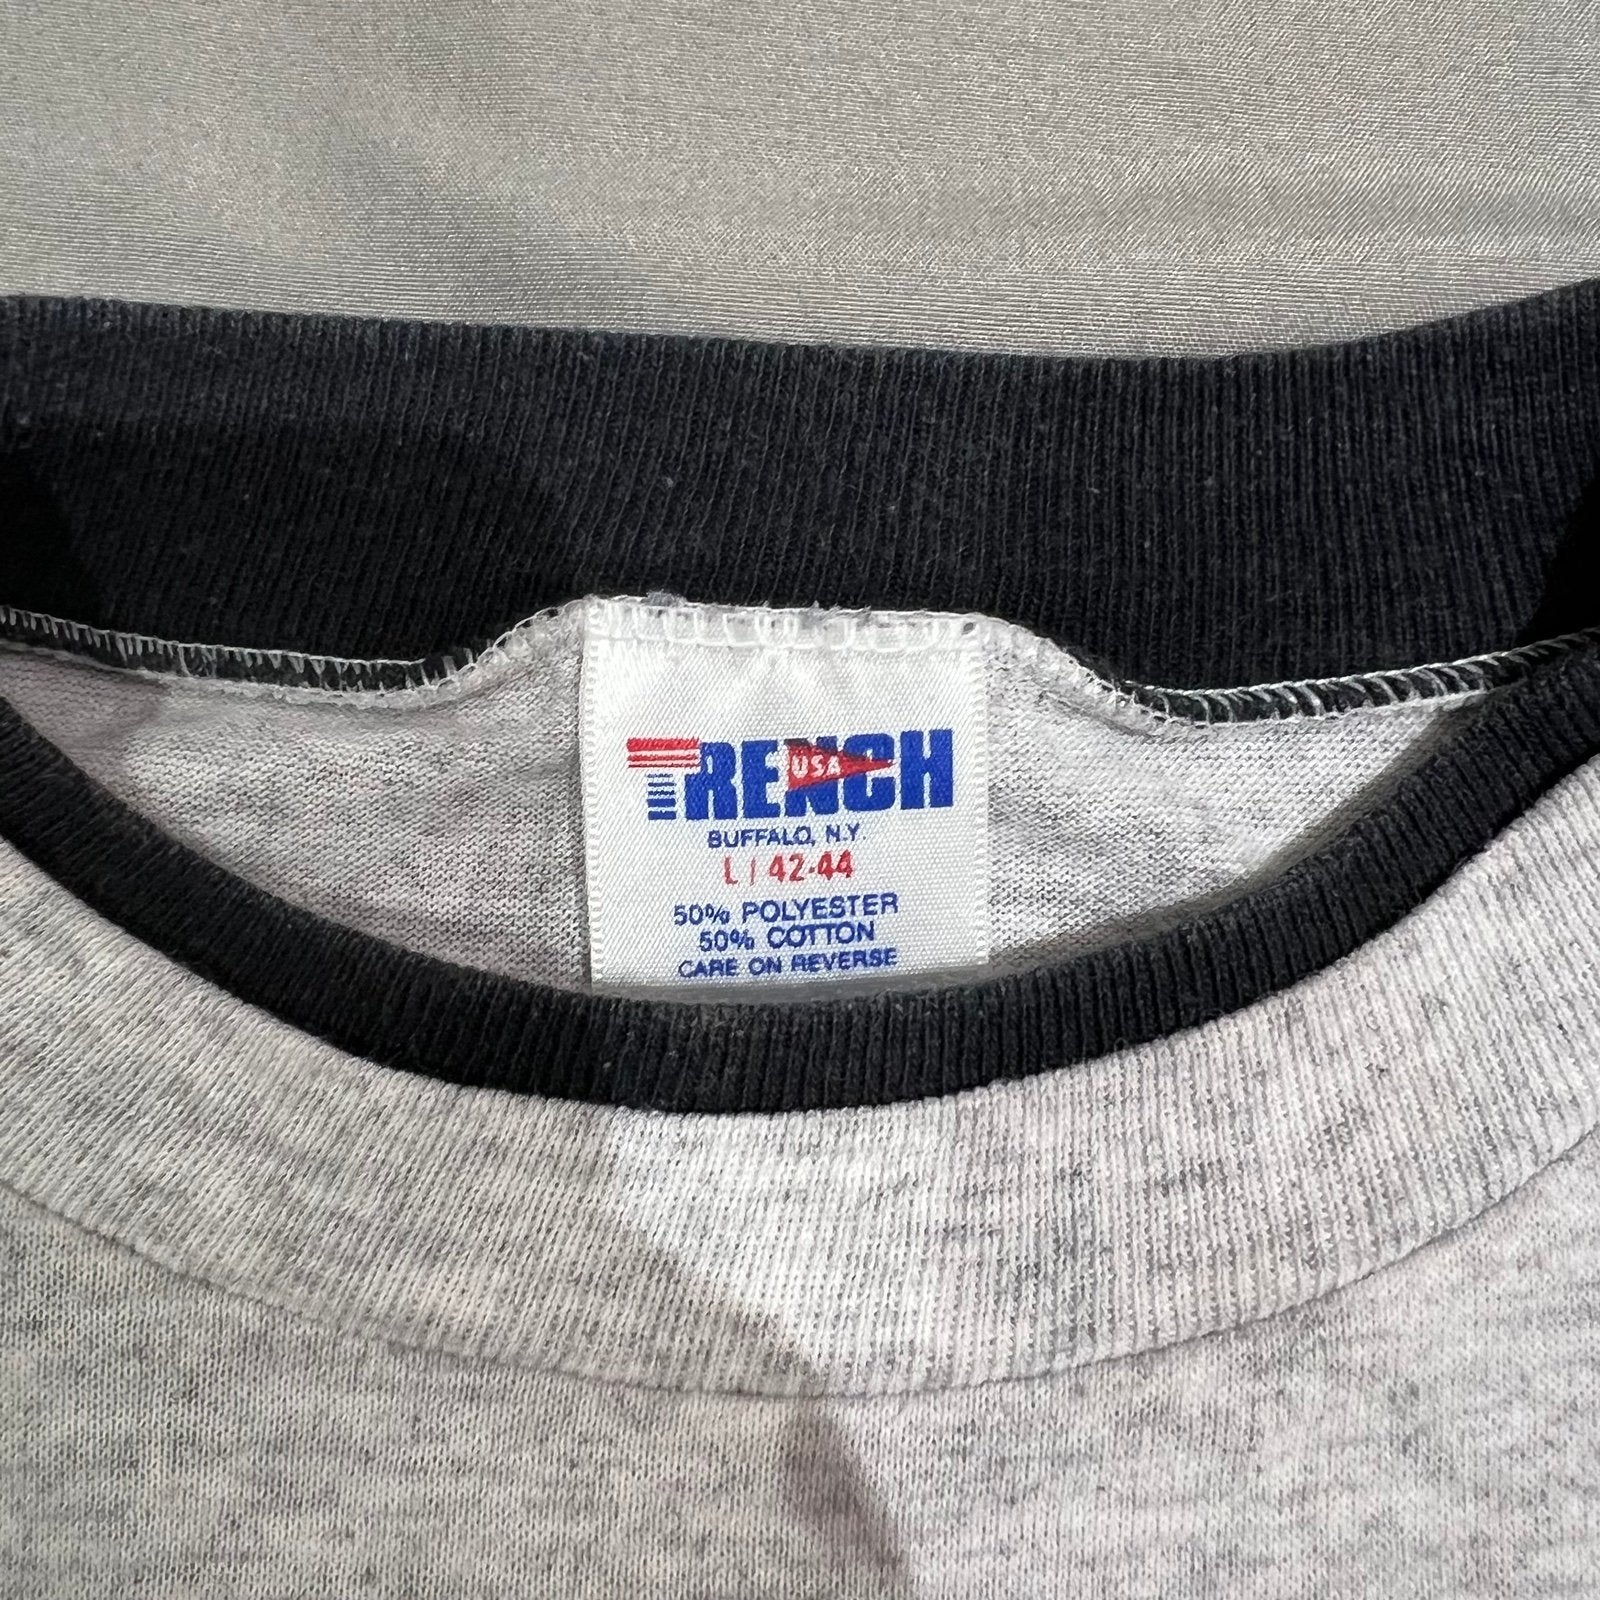 TRENCH
USA
BUFFALO, N.Y.
L | 42-44
50% POLYESTER
50% COTTON
CARE ON REVERSE